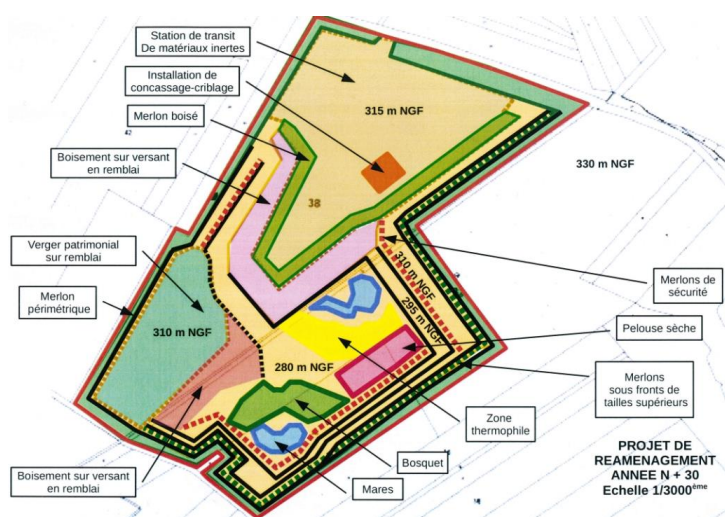 Station de transit
De matériaux inertes
Installation de
concassage-criblage
Merlon boisé
Boisement sur versant
en remblai
315 m NGF
330 m NGF
38
Verger patrimonial
sur remblai
Merlon
périmétrique
310 m NGF
310 m NGF
295 m NGF
280 m NGF
Merlons de
sécurité
Pelouse sèche
Merlons
sous fronts de
tailles supérieurs
Zone
thermophile
Bosquet
Mares
Boisement sur versant
en remblai
PROJET DE
REAMENAGEMENT
ANNEE N + 30
Echelle 1/3000ème